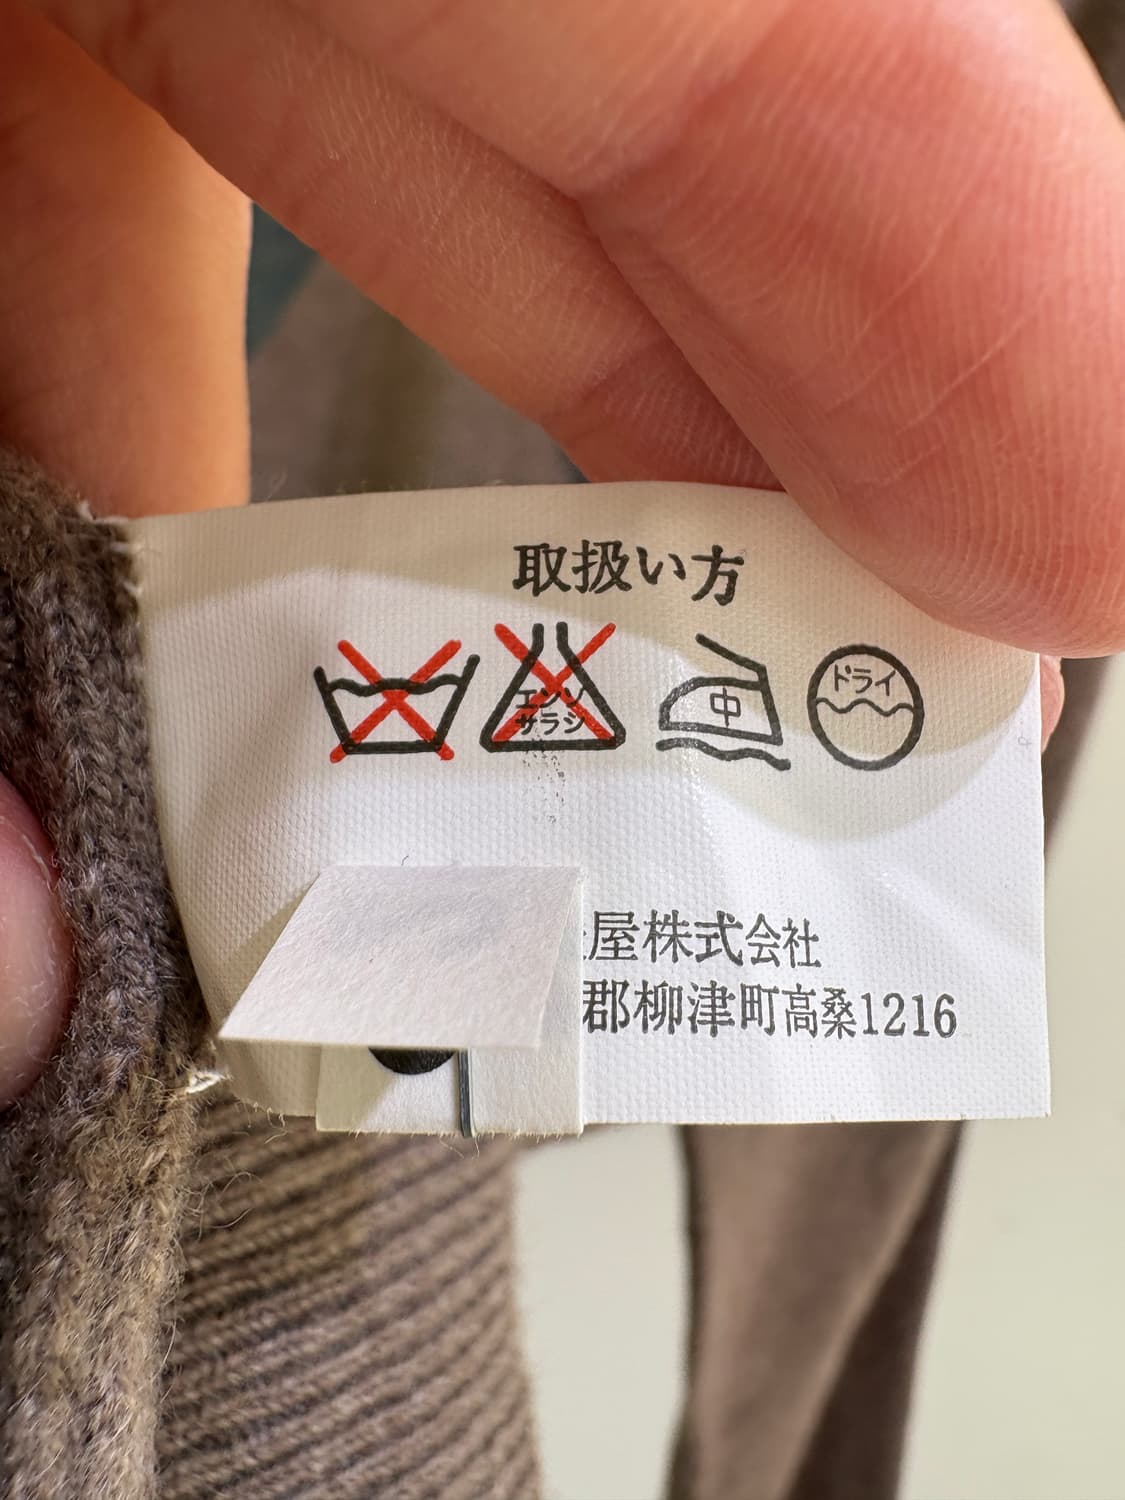 取扱い方
エンソ
サラシ
中
ドライ
屋株式会社
郡柳津町高桑1216